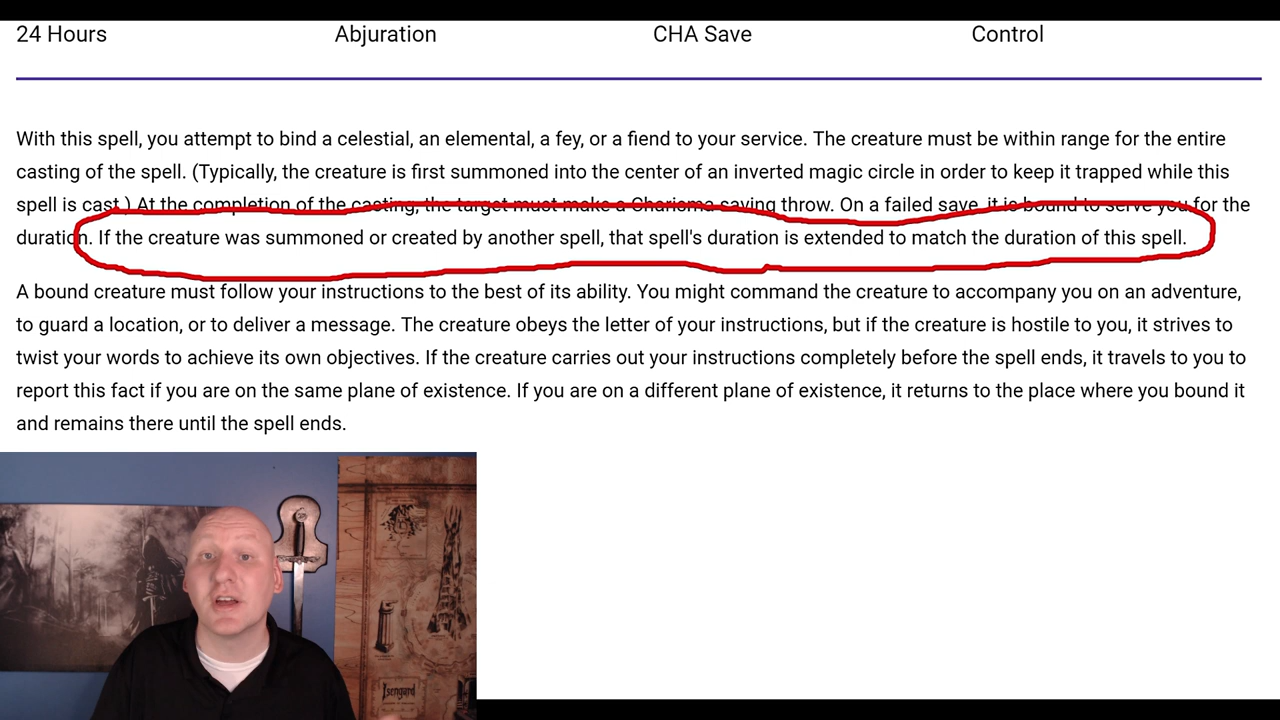 24 Hours Abjuration CHA Save Control
With this spell, you attempt to bind a celestial, an elemental, a fey, or a fiend to your service. The creature must be within range for the entire
casting of the spell. (Typically, the creature is first summoned into the center of an inverted magic circle in order to keep it trapped while this
spell is cast.) At the completion of the casting, the target must make a Charisma saving throw. On a failed save, it is bound to serve you for the
duration. If the creature was summoned or created by another spell, that spell's duration is extended to match the duration of this spell.
A bound creature must follow your instructions to the best of its ability. You might command the creature to accompany you on an adventure,
to guard a location, or to deliver a message. The creature obeys the letter of your instructions, but if the creature is hostile to you, it strives to
twist your words to achieve its own objectives. If the creature carries out your instructions completely before the spell ends, it travels to you to
report this fact if you are on the same plane of existence. If you are on a different plane of existence, it returns to the place where you bound it
and remains there until the spell ends.
Isengard